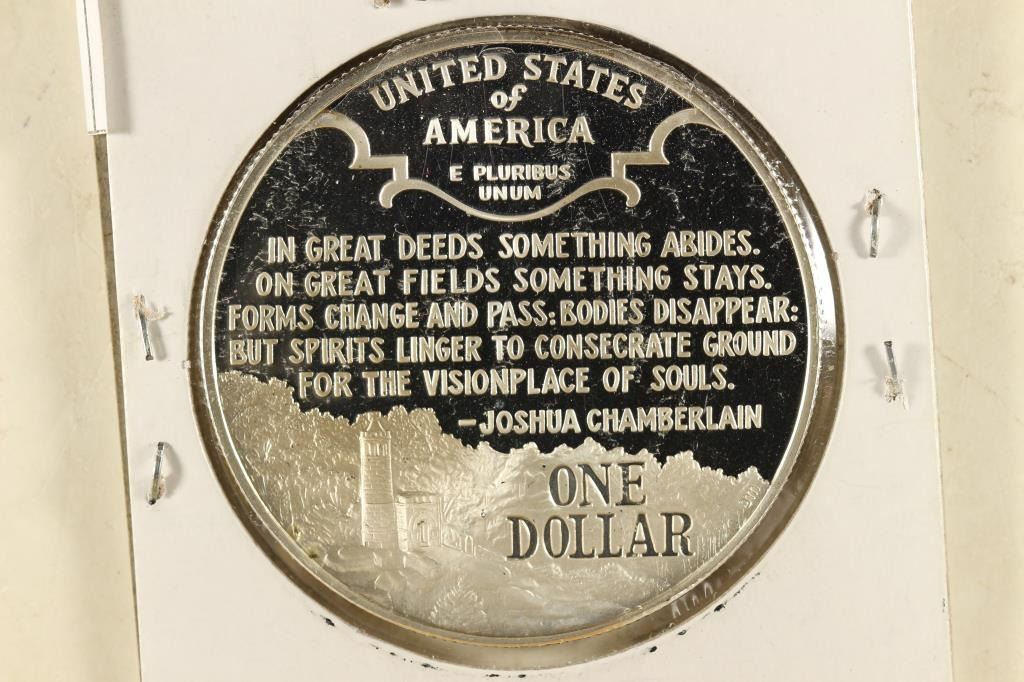 UNITED STATES
of
AMERICA
E PLURIBUS
UNUM
IN GREAT DEEDS SOMETHING ABIDES.
ON GREAT FIELDS SOMETHING STAYS.
FORMS CHANGE AND PASS: BODIES DISAPPEAR:
BUT SPIRITS LINGER TO CONSECRATE GROUND
FOR THE VISIONPLACE OF SOULS.
–JOSHUA CHAMBERLAIN
ONE
DOLLAR